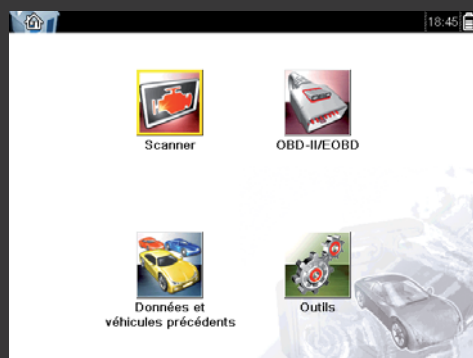 18:45
Scanner
OBD-II/EOBD
Données et
véhicules précédents
Outils